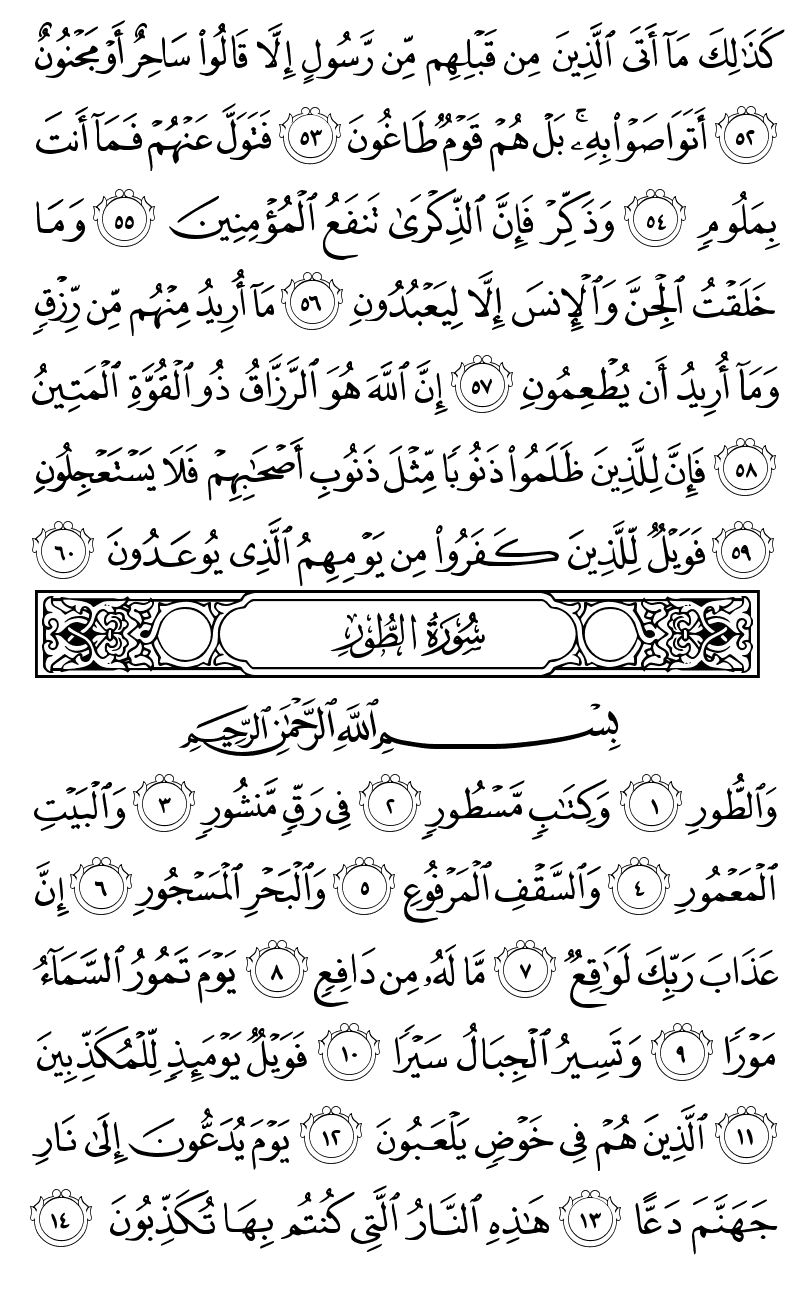 كَذَٰلِكَ مَآ أَتَى ٱلَّذِينَ مِن قَبْلِهِم مِّن رَّسُولٍ إِلَّا قَالُوا۟ سَاحِرٌ أَوْ مَجْنُونٌ
٥٢ أَتَوَاصَوْا۟ بِهِۦ ۚ بَلْ هُمْ قَوْمٌ طَاغُونَ ٥٣ فَتَوَلَّ عَنْهُمْ فَمَآ أَنتَ
بِمَلُومٍ ٥٤ وَذَكِّرْ فَإِنَّ ٱلذِّكْرَىٰ تَنفَعُ ٱلْمُؤْمِنِينَ ٥٥ وَمَا
خَلَقْتُ ٱلْجِنَّ وَٱلْإِنسَ إِلَّا لِيَعْبُدُونِ ٥٦ مَآ أُرِيدُ مِنْهُم مِّن رِّزْقٍ
وَمَآ أُرِيدُ أَن يُطْعِمُونِ ٥٧ إِنَّ ٱللَّهَ هُوَ ٱلرَّزَّاقُ ذُو ٱلْقُوَّةِ ٱلْمَتِينُ
٥٨ فَإِنَّ لِلَّذِينَ ظَلَمُوا۟ ذَنُوبًا مِّثْلَ ذَنُوبِ أَصْحَٰبِهِمْ فَلَا يَسْتَعْجِلُونِ
٥٩ فَوَيْلٌ لِّلَّذِينَ كَفَرُوا۟ مِن يَوْمِهِمُ ٱلَّذِى يُوعَدُونَ ٦٠
سُورَةُ الطُّورِ
بِسْمِ ٱللَّهِ ٱلرَّحْمَٰنِ ٱلرَّحِيمِ
وَٱلطُّورِ ١ وَكِتَٰبٍ مَّسْطُورٍ ٢ فِى رَقٍّ مَّنشُورٍ ٣ وَٱلْبَيْتِ
ٱلْمَعْمُورِ ٤ وَٱلسَّقْفِ ٱلْمَرْفُوعِ ٥ وَٱلْبَحْرِ ٱلْمَسْجُورِ ٦ إِنَّ
عَذَابَ رَبِّكَ لَوَٰقِعٌ ٧ مَّا لَهُۥ مِن دَافِعٍ ٨ يَوْمَ تَمُورُ ٱلسَّمَآءُ
مَوْرًا ٩ وَتَسِيرُ ٱلْجِبَالُ سَيْرًا ١٠ فَوَيْلٌ يَوْمَئِذٍ لِّلْمُكَذِّبِينَ
١١ ٱلَّذِينَ هُمْ فِى خَوْضٍ يَلْعَبُونَ ١٢ يَوْمَ يُدَعُّونَ إِلَىٰ نَارِ
جَهَنَّمَ دَعًّا ١٣ هَٰذِهِ ٱلنَّارُ ٱلَّتِى كُنتُم بِهَا تُكَذِّبُونَ ١٤